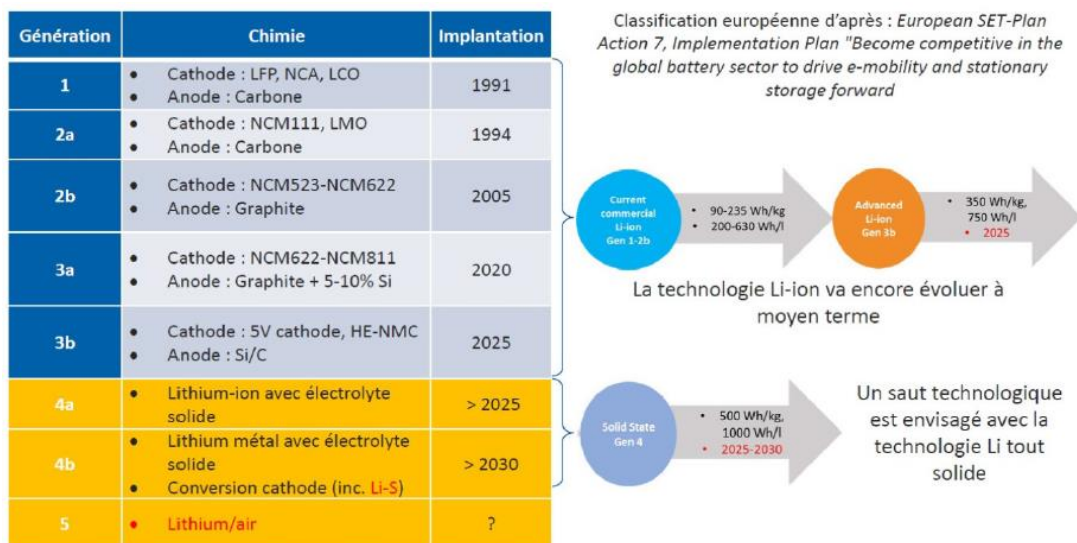 Génération Chimie Implantation
1
• Cathode : LFP, NCA, LCO
• Anode : Carbone
1991
2a
• Cathode : NCM111, LMO
• Anode : Carbone
1994
2b
• Cathode : NCM523-NCM622
• Anode : Graphite
2005
3a
• Cathode : NCM622-NCM811
• Anode : Graphite + 5-10% Si
2020
3b
• Cathode : 5V cathode, HE-NMC
• Anode : Si/C
2025
4a
• Lithium-ion avec électrolyte
solide
> 2025
4b
• Lithium métal avec électrolyte
solide
• Conversion cathode (inc. Li-S)
> 2030
5
• Lithium/air
?
Classification européenne d’après : European SET-Plan
Action 7, Implementation Plan "Become competitive in the
global battery sector to drive e-mobility and stationary
storage forward
Current
commercial
Li-ion
Gen 1-2b
• 90-235 Wh/kg
• 200-630 Wh/l
Advanced
Li-ion
Gen 3b
• 350 Wh/kg,
750 Wh/l
• 2025
La technologie Li-ion va encore évoluer à
moyen terme
Solid State
Gen 4
• 500 Wh/kg,
1000 Wh/l
• 2025-2030
Un saut technologique
est envisagé avec la
technologie Li tout
solide